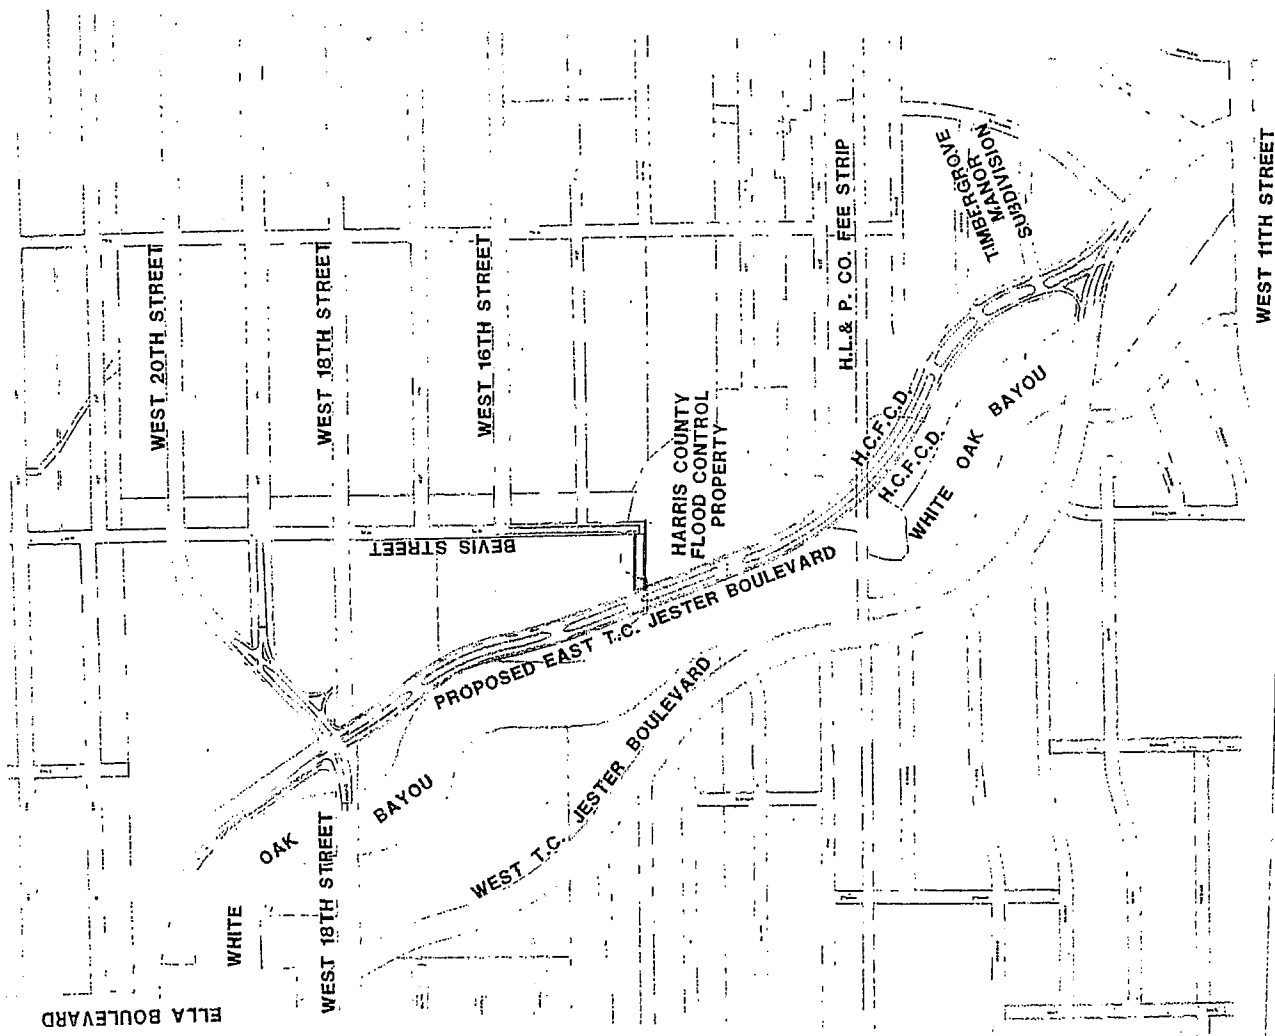 WEST 20TH STREET
WEST 18TH STREET
WEST 16TH STREET
H.L.& P. CO. FEE STRIP
TIMBERGROVE
MANOR
SUBDIVISION
WEST 11TH STREET
HARRIS COUNTY
FLOOD CONTROL
PROPERTY
H.C.F.C.D.
H.C.F.C.D.
WHITE OAK BAYOU
BEVIS STREET
PROPOSED EAST T.C. JESTER BOULEVARD
WEST T.C. JESTER BOULEVARD
WHITE OAK BAYOU
WEST 18TH STREET
ELLA BOULEVARD